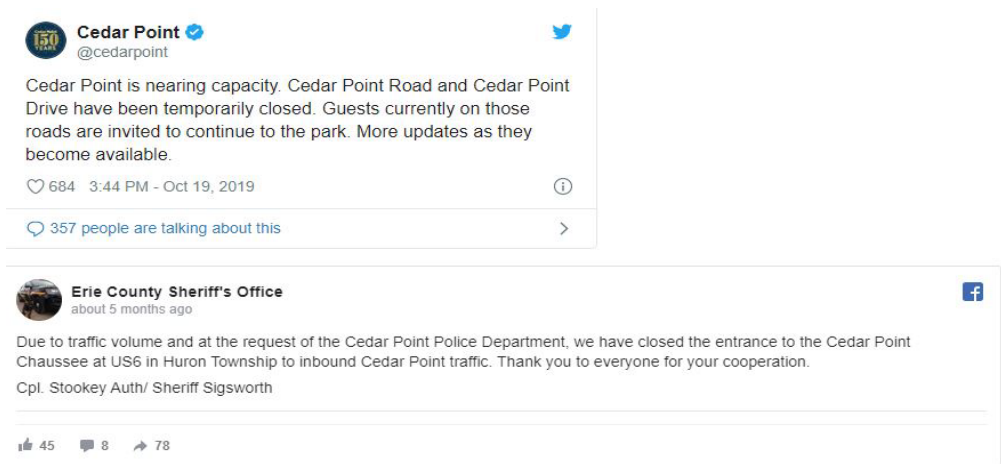 150
YEARS
Cedar Point
@cedarpoint
Cedar Point is nearing capacity. Cedar Point Road and Cedar Point
Drive have been temporarily closed. Guests currently on those
roads are invited to continue to the park. More updates as they
become available.
684 3:44 PM - Oct 19, 2019
357 people are talking about this
Erie County Sheriff's Office
about 5 months ago
Due to traffic volume and at the request of the Cedar Point Police Department, we have closed the entrance to the Cedar Point
Chaussee at US6 in Huron Township to inbound Cedar Point traffic. Thank you to everyone for your cooperation.
Cpl. Stookey Auth/ Sheriff Sigsworth
45 8 78